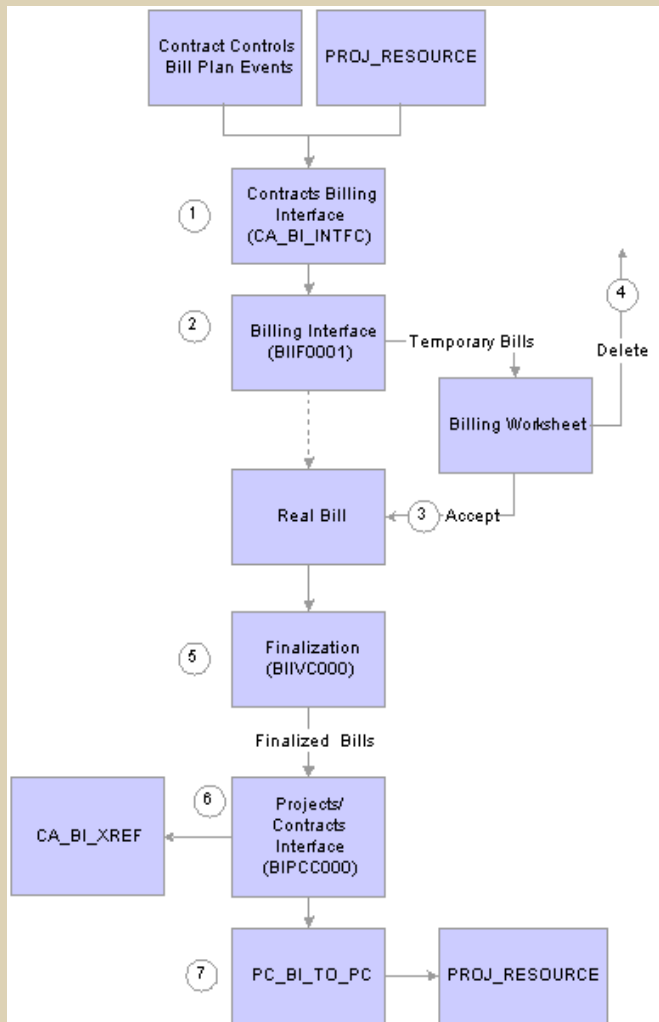 Contract Controls
Bill Plan Events
PROJ_RESOURCE
1
Contracts Billing
Interface
(CA_BI_INTFC)
2
Billing Interface
(BIIF0001)
Temporary Bills
4
Delete
Billing Worksheet
Real Bill
3
Accept
5
Finalization
(BIIVC000)
Finalized Bills
6
Projects/
Contracts
Interface
(BIPCC000)
CA_BI_XREF
7
PC_BI_TO_PC
PROJ_RESOURCE